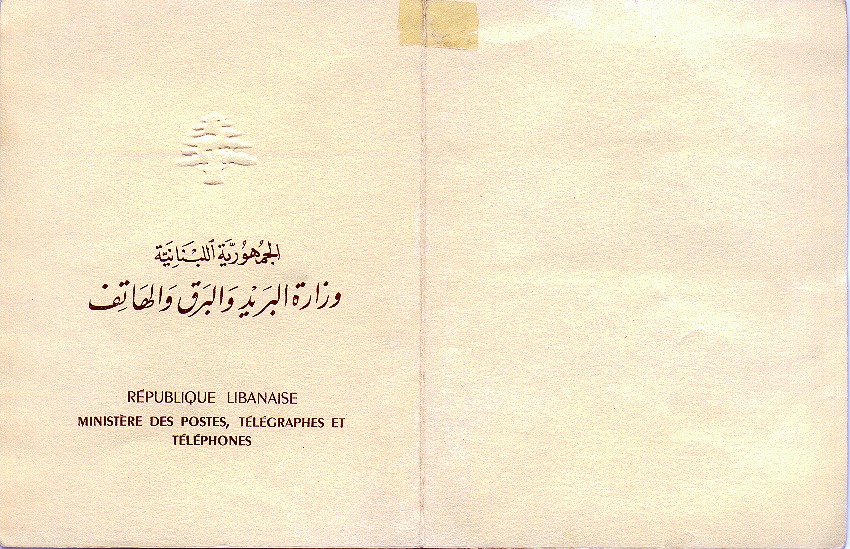 الجمهورية اللبنانية
وزارة البريد والبرق والهاتف
RÉPUBLIQUE LIBANAISE
MINISTÈRE DES POSTES, TÉLÉGRAPHES ET
TÉLÉPHONES